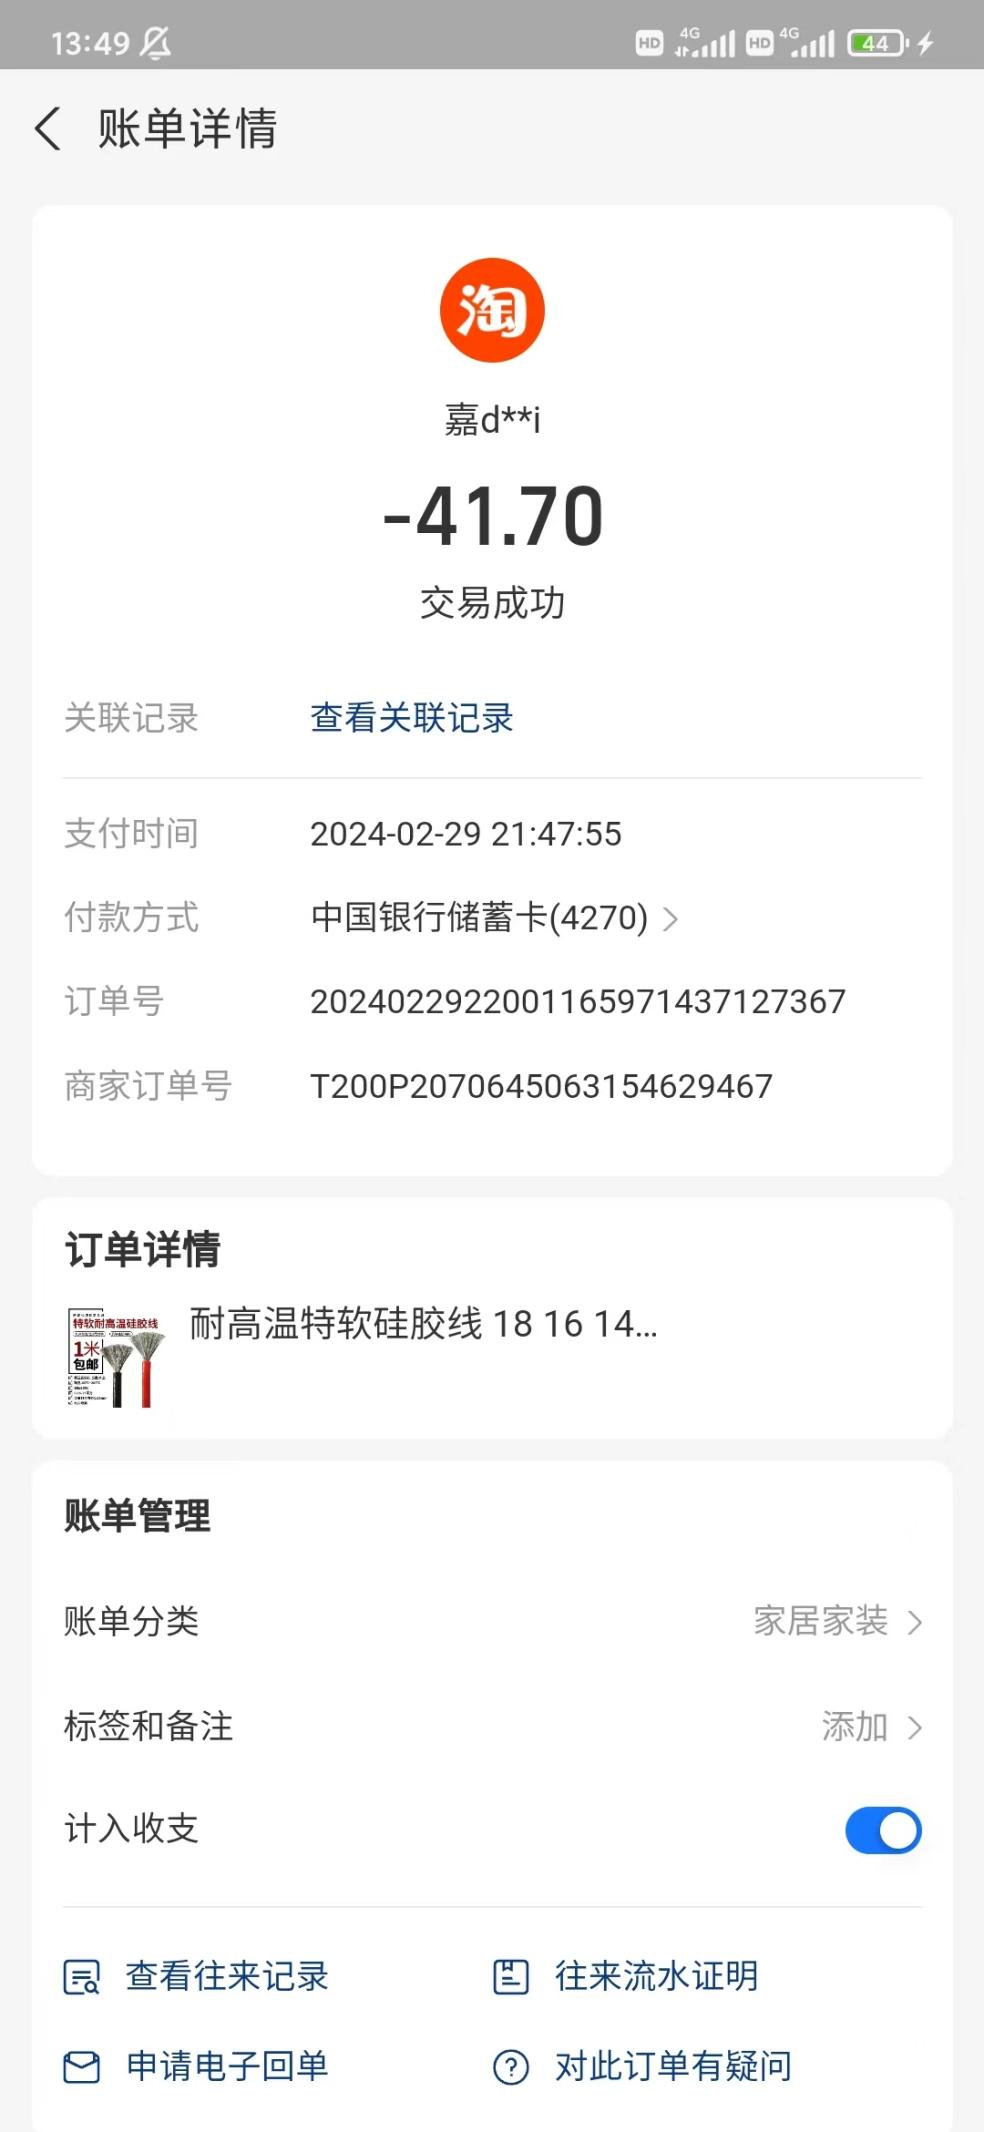 13:49 HD 4G HD 4G 44
账单详情
淘
嘉d**i
-41.70
交易成功
关联记录 查看关联记录
支付时间 2024-02-29 21:47:55
付款方式 中国银行储蓄卡(4270)
订单号 2024022922001165971437127367
商家订单号 T200P2070645063154629467
订单详情
特软耐高温硅胶线
1米
包邮
耐高温特软硅胶线 18 16 14...
账单管理
账单分类 家居家装
标签和备注 添加
计入收支
查看往来记录 往来流水证明
申请电子回单 对此订单有疑问